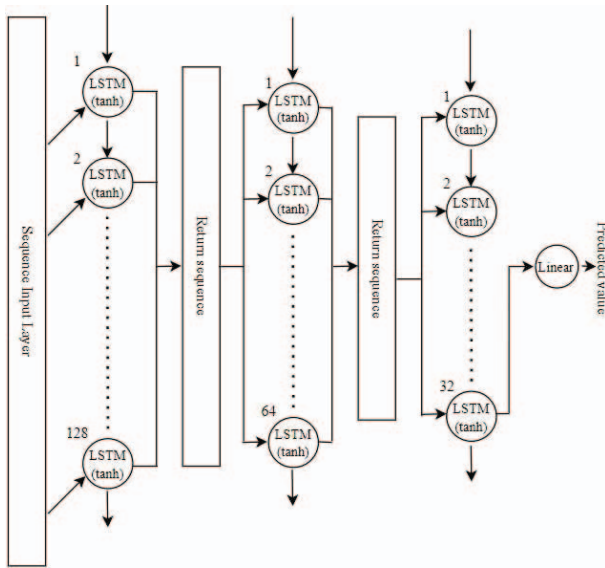 Sequence Input Layer
1
LSTM
(tanh)
2
LSTM
(tanh)
128
LSTM
(tanh)
Return sequence
1
LSTM
(tanh)
2
LSTM
(tanh)
64
LSTM
(tanh)
Return sequence
1
LSTM
(tanh)
2
LSTM
(tanh)
32
LSTM
(tanh)
Linear
Predicted Value